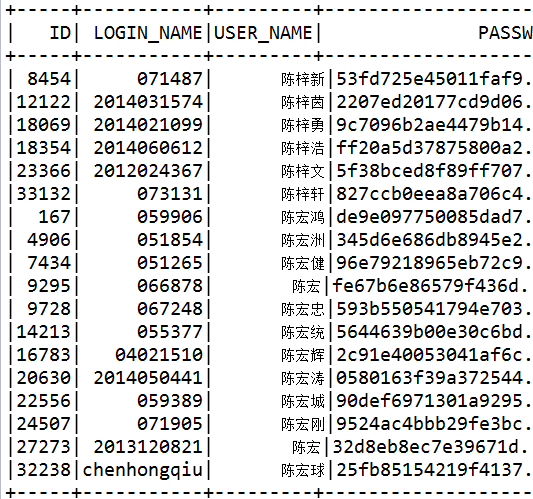 +-----+-----------+---------+--------------------
|   ID| LOGIN_NAME|USER_NAME|               PASSW
+-----+-----------+---------+--------------------
| 8454|     071487|      陈梓新|53fd725e45011faf9.
|12122| 2014031574|      陈梓茵|2207ed20177cd9d06.
|18069| 2014021099|      陈梓勇|9c7096b2ae4479b14.
|18354| 2014060612|      陈梓浩|ff20a5d37875800a2.
|23366| 2012024367|      陈梓文|5f38bced8f89ff707.
|33132|     073131|      陈梓轩|827ccb0eea8a706c4.
|  167|     059906|      陈宏鸿|de9e097750085dad7.
| 4906|     051854|      陈宏洲|345d6e686db8945e2.
| 7434|     051265|      陈宏健|96e79218965eb72c9.
| 9295|     066878|       陈宏|fe67b6e86579f436d.
| 9728|     067248|      陈宏忠|593b550541794e703.
|14213|     055377|      陈宏统|5644639b00e30c6bd.
|16783|   04021510|      陈宏辉|2c91e40053041af6c.
|20630| 2014050441|      陈宏涛|0580163f39a372544.
|22556|     059389|      陈宏城|90def6971301a9295.
|24507|     071905|      陈宏刚|9524ac4bbb29fe3bc.
|27273| 2013120821|       陈宏|32d8eb8ec7e39671d.
|32238|chenhongqiu|      陈宏球|25fb85154219f4137.
+-----+-----------+---------+--------------------